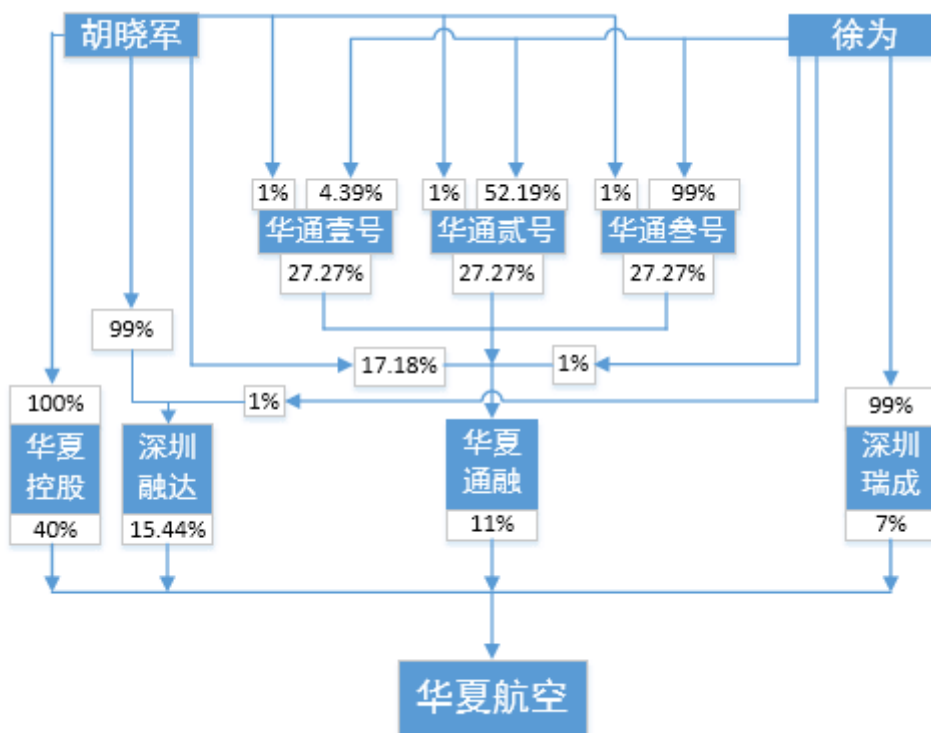 胡晓军
徐为
1%
4.39%
1%
52.19%
1%
99%
华通壹号
华通贰号
华通叁号
27.27%
27.27%
27.27%
99%
17.18%
1%
100%
1%
99%
华夏
控股
深圳
融达
华夏
通融
深圳
瑞成
40%
15.44%
11%
7%
华夏航空